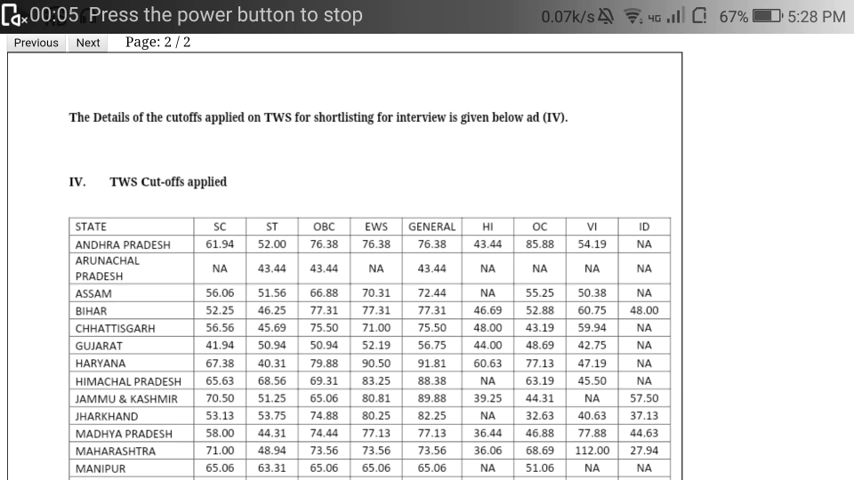 00:05 Press the power button to stop 0.07k/s 4G 67% 5:28 PM
Previous Next Page: 2 / 2
The Details of the cutoffs applied on TWS for shortlisting for interview is given below ad (IV).
IV. TWS Cut-offs applied
STATE SC ST OBC EWS GENERAL HI OC VI ID
ANDHRA PRADESH 61.94 52.00 76.38 76.38 76.38 43.44 85.88 54.19 NA
ARUNACHAL
PRADESH NA 43.44 43.44 NA 43.44 NA NA NA NA
ASSAM 56.06 51.56 66.88 70.31 72.44 NA 55.25 50.38 NA
BIHAR 52.25 46.25 77.31 77.31 77.31 46.69 52.88 60.75 48.00
CHHATTISGARH 56.56 45.69 75.50 71.00 75.50 48.00 43.19 59.94 NA
GUJARAT 41.94 50.94 50.94 52.19 56.75 44.00 48.69 42.75 NA
HARYANA 67.38 40.31 79.88 90.50 91.81 60.63 77.13 47.19 NA
HIMACHAL PRADESH 65.63 68.56 69.31 83.25 88.38 NA 63.19 45.50 NA
JAMMU & KASHMIR 70.50 51.25 65.06 80.81 89.88 39.25 44.31 NA 57.50
JHARKHAND 53.13 53.75 74.88 80.25 82.25 NA 32.63 40.63 37.13
MADHYA PRADESH 58.00 44.31 74.44 77.13 77.13 36.44 46.88 77.88 44.63
MAHARASHTRA 71.00 48.94 73.56 73.56 73.56 36.06 68.69 112.00 27.94
MANIPUR 65.06 63.31 65.06 65.06 65.06 NA 51.06 NA NA